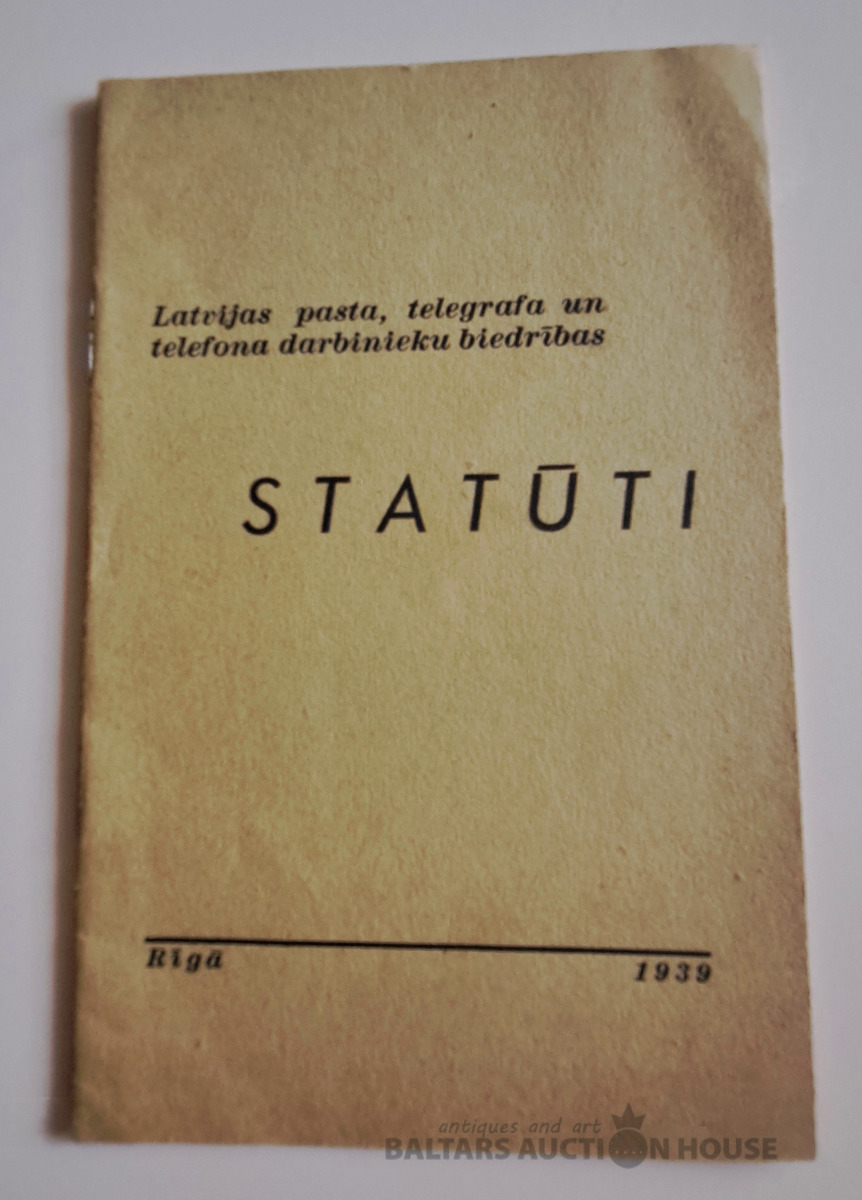 Latvijas pasta, telegrafa un
telefona darbinieku biedrības
STATŪTI
Rīgā 1939
antiques and art
BALTARS AUCTION HOUSE